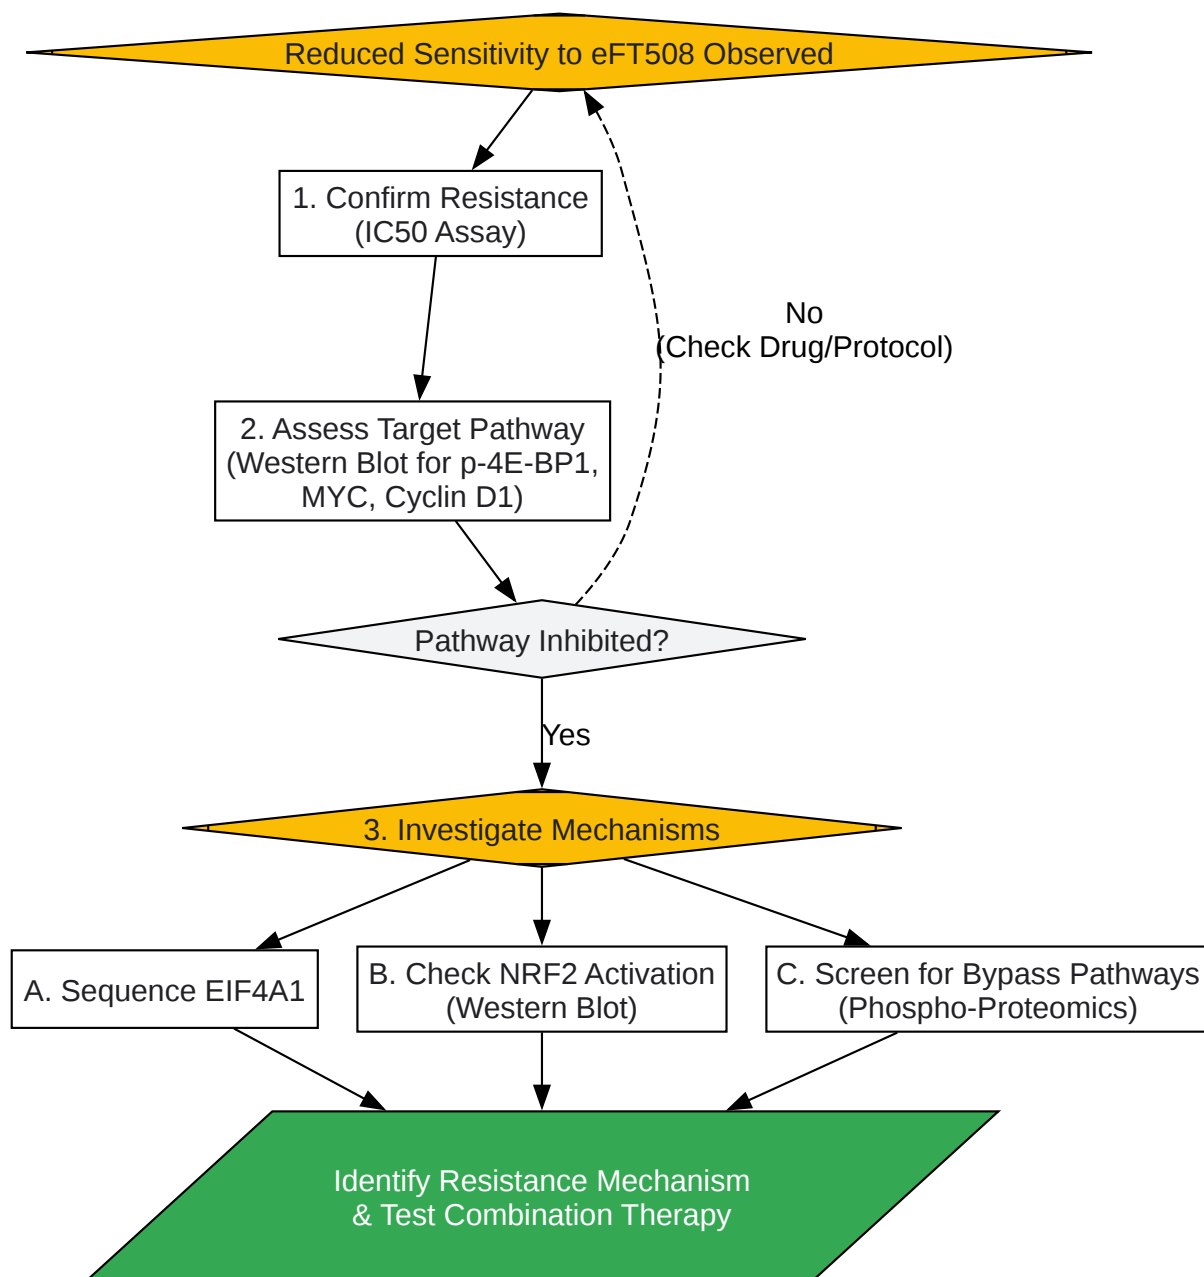 Reduced Sensitivity to eFT508 Observed
1. Confirm Resistance
(IC50 Assay)
No
(Check Drug/Protocol)
2. Assess Target Pathway
(Western Blot for p-4E-BP1,
MYC, Cyclin D1)
Pathway Inhibited?
Yes
3. Investigate Mechanisms
A. Sequence EIF4A1
B. Check NRF2 Activation
(Western Blot)
C. Screen for Bypass Pathways
(Phospho-Proteomics)
Identify Resistance Mechanism
& Test Combination Therapy